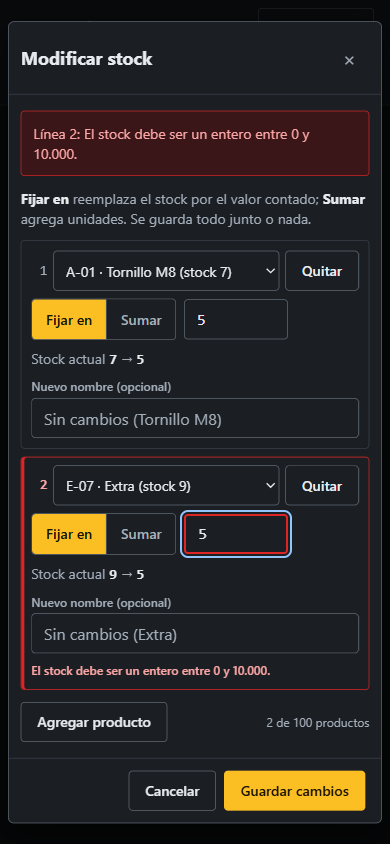 Modificar stock ×
Línea 2: El stock debe ser un entero entre 0 y
10.000.
Fijar en reemplaza el stock por el valor contado; Sumar
agrega unidades. Se guarda todo junto o nada.
1 A-01 · Tornillo M8 (stock 7) Quitar
Fijar en Sumar 5
Stock actual 7 → 5
Nuevo nombre (opcional)
Sin cambios (Tornillo M8)
2 E-07 · Extra (stock 9) Quitar
Fijar en Sumar 5
Stock actual 9 → 5
Nuevo nombre (opcional)
Sin cambios (Extra)
El stock debe ser un entero entre 0 y 10.000.
Agregar producto 2 de 100 productos
Cancelar Guardar cambios